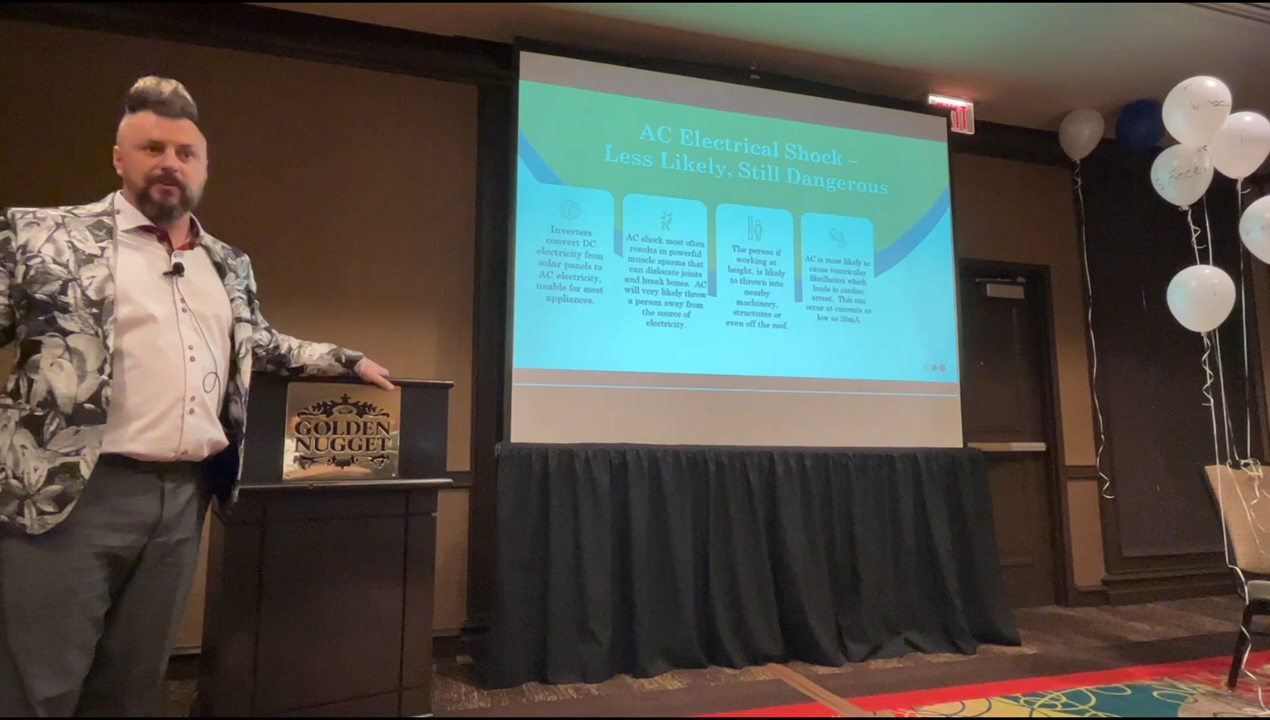 AC Electrical Shock –
Less Likely, Still Dangerous
Inverters
convert DC
electricity from
solar panels to
AC electricity,
usable for most
appliances.
AC shock most often
results in powerful
muscle spasms that
can dislocate joints
and break bones. AC
will very likely throw
a person away from
the source of
electricity.
The person if
working at
height, is likely
to thrown into
nearby
machinery,
structures or
even off the roof.
AC is more likely to
cause ventricular
fibrillation which
leads to cardiac
arrest. This can
occur at currents as
low as 30mA.
GOLDEN
NUGGET